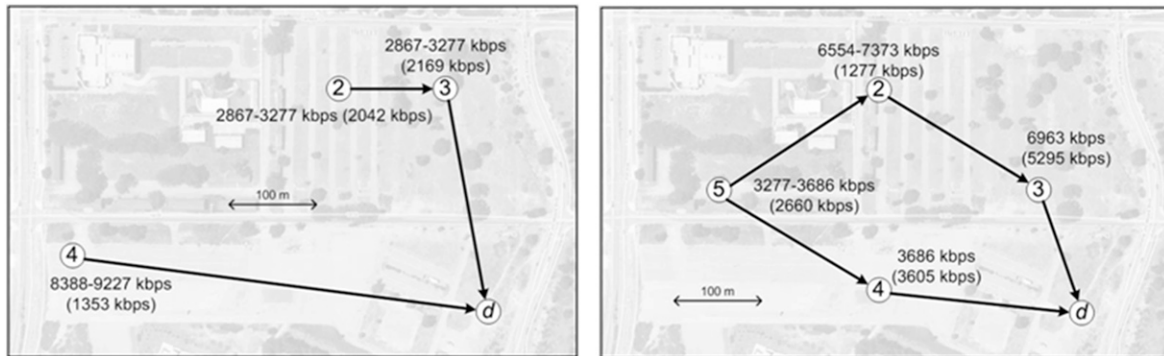 2867-3277 kbps
(2169 kbps)
2
3
2867-3277 kbps (2042 kbps)
100 m
4
8388-9227 kbps
(1353 kbps)
d
6554-7373 kbps
(1277 kbps)
2
6963 kbps
(5295 kbps)
5
3277-3686 kbps
(2660 kbps)
3
3686 kbps
(3605 kbps)
4
100 m
d